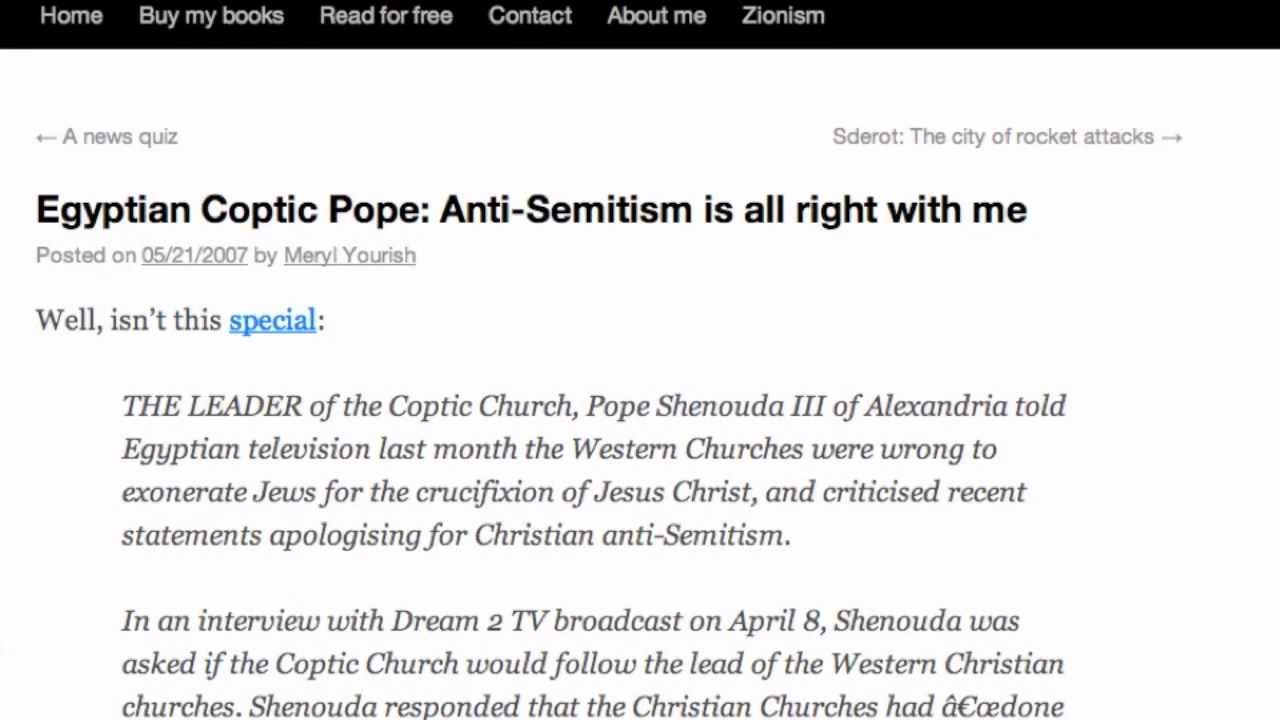 Home Buy my books Read for free Contact About me Zionism
← A news quiz Sderot: The city of rocket attacks →
Egyptian Coptic Pope: Anti-Semitism is all right with me
Posted on 05/21/2007 by Meryl Yourish
Well, isn’t this special:
THE LEADER of the Coptic Church, Pope Shenouda III of Alexandria told
Egyptian television last month the Western Churches were wrong to
exonerate Jews for the crucifixion of Jesus Christ, and criticised recent
statements apologising for Christian anti-Semitism.
In an interview with Dream 2 TV broadcast on April 8, Shenouda was
asked if the Coptic Church would follow the lead of the Western Christian
churches. Shenouda responded that the Christian Churches had â€œdone